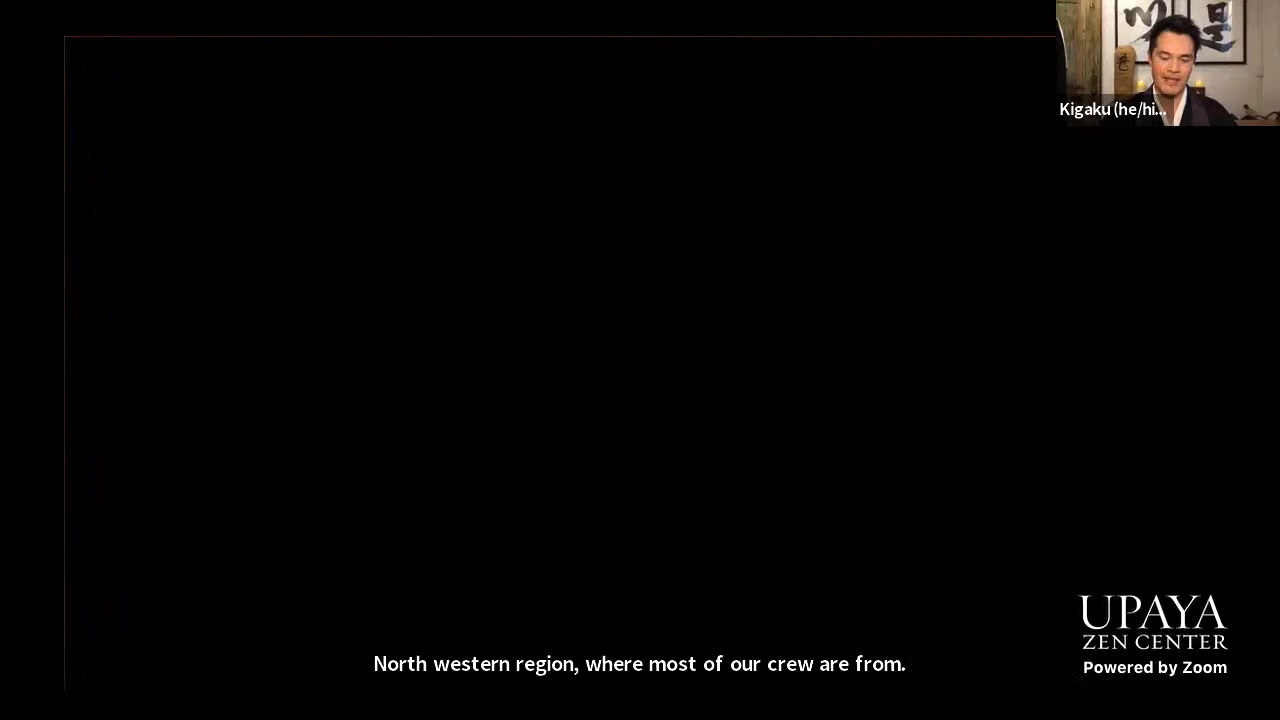 Kigaku (he/hi...
UPAYA
ZEN CENTER
Powered by Zoom
North western region, where most of our crew are from.